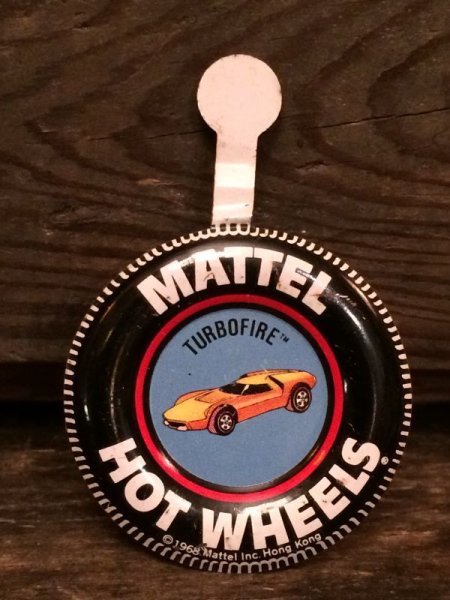 MATTEL
TURBOFIRE™
HOT WHEELS®
©1968 Mattel Inc. Hong Kong